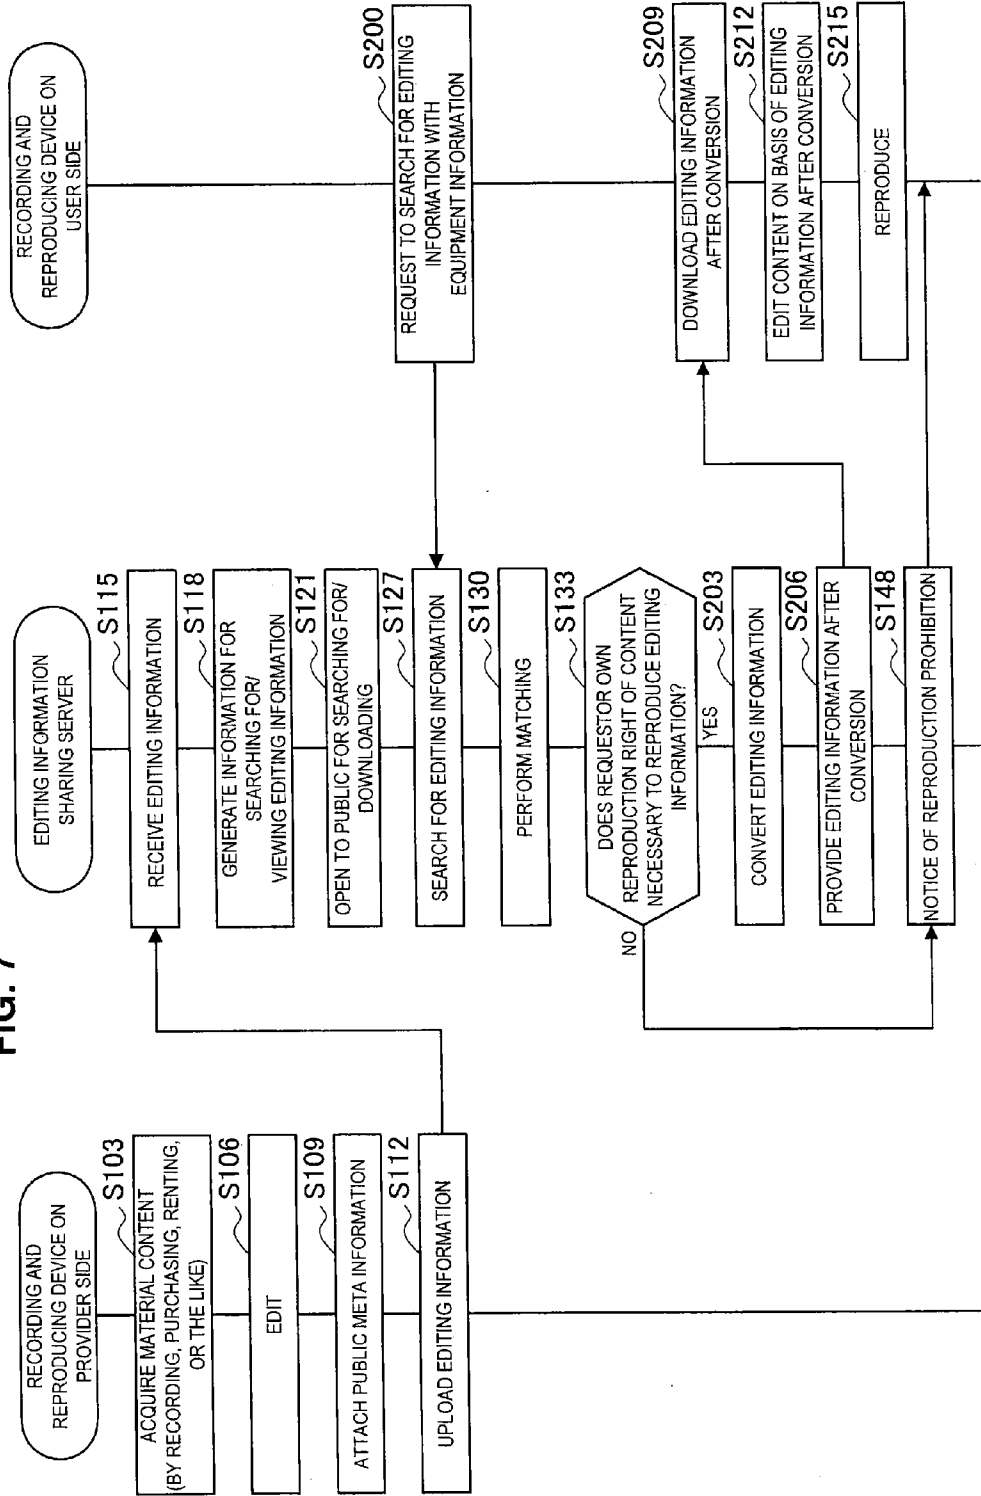 FIG. 7
RECORDING AND
REPRODUCING DEVICE ON
PROVIDER SIDE
S103
ACQUIRE MATERIAL CONTENT
(BY RECORDING, PURCHASING, RENTING,
OR THE LIKE)
S106
EDIT
S109
ATTACH PUBLIC META INFORMATION
S112
UPLOAD EDITING INFORMATION
EDITING INFORMATION
SHARING SERVER
S115
RECEIVE EDITING INFORMATION
S118
GENERATE INFORMATION FOR
SEARCHING FOR/
VIEWING EDITING INFORMATION
S121
OPEN TO PUBLIC FOR SEARCHING FOR/
DOWNLOADING
S127
SEARCH FOR EDITING INFORMATION
S130
PERFORM MATCHING
S133
DOES REQUESTOR OWN
REPRODUCTION RIGHT OF CONTENT
NECESSARY TO REPRODUCE EDITING
INFORMATION?
NO
YES
S203
CONVERT EDITING INFORMATION
S206
PROVIDE EDITING INFORMATION AFTER
CONVERSION
S148
NOTICE OF REPRODUCTION PROHIBITION
RECORDING AND
REPRODUCING DEVICE ON
USER SIDE
S200
REQUEST TO SEARCH FOR EDITING
INFORMATION WITH
EQUIPMENT INFORMATION
S209
DOWNLOAD EDITING INFORMATION
AFTER CONVERSION
S212
EDIT CONTENT ON BASIS OF EDITING
INFORMATION AFTER CONVERSION
S215
REPRODUCE